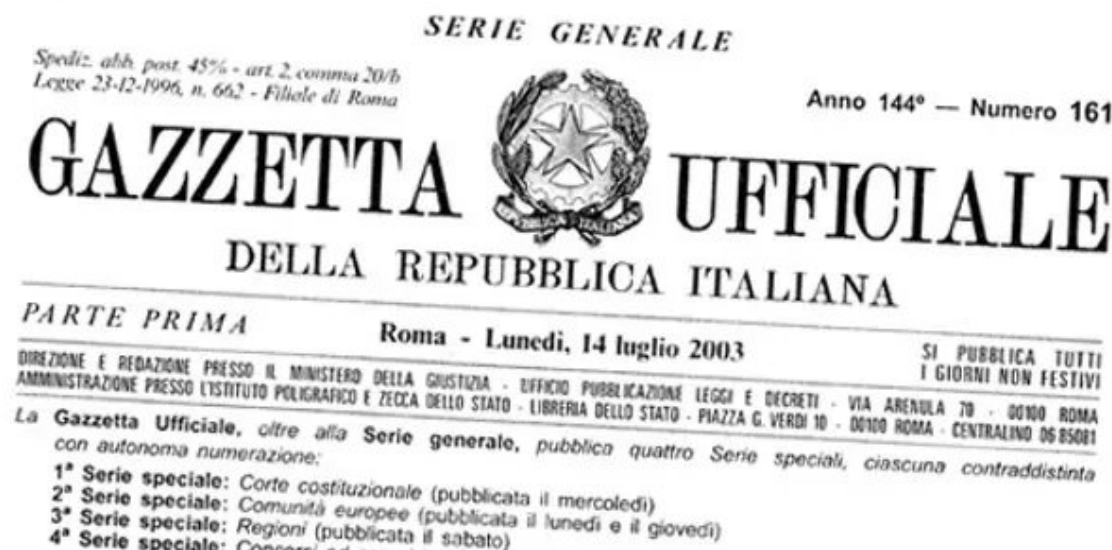 SERIE GENERALE
Spediz. abb. post. 45% - art. 2, comma 20/b
Legge 23-12-1996, n. 662 - Filiale di Roma
Anno 144° — Numero 161
GAZZETTA UFFICIALE
REPUBBLICA ITALIANA
DELLA REPUBBLICA ITALIANA
PARTE PRIMA
Roma - Lunedì, 14 luglio 2003
SI PUBBLICA TUTTI
I GIORNI NON FESTIVI
DIREZIONE E REDAZIONE PRESSO IL MINISTERO DELLA GIUSTIZIA - UFFICIO PUBBLICAZIONE LEGGI E DECRETI - VIA ARENULA 70 - 00100 ROMA
AMMINISTRAZIONE PRESSO L'ISTITUTO POLIGRAFICO E ZECCA DELLO STATO - LIBRERIA DELLO STATO - PIAZZA G. VERDI 10 - 00100 ROMA - CENTRALINO 06 85081
La Gazzetta Ufficiale, oltre alla Serie generale, pubblica quattro Serie speciali, ciascuna contraddistinta
con autonoma numerazione:
1ª Serie speciale: Corte costituzionale (pubblicata il mercoledì)
2ª Serie speciale: Comunità europee (pubblicata il lunedì e il giovedì)
3ª Serie speciale: Regioni (pubblicata il sabato)
4ª Serie speciale: